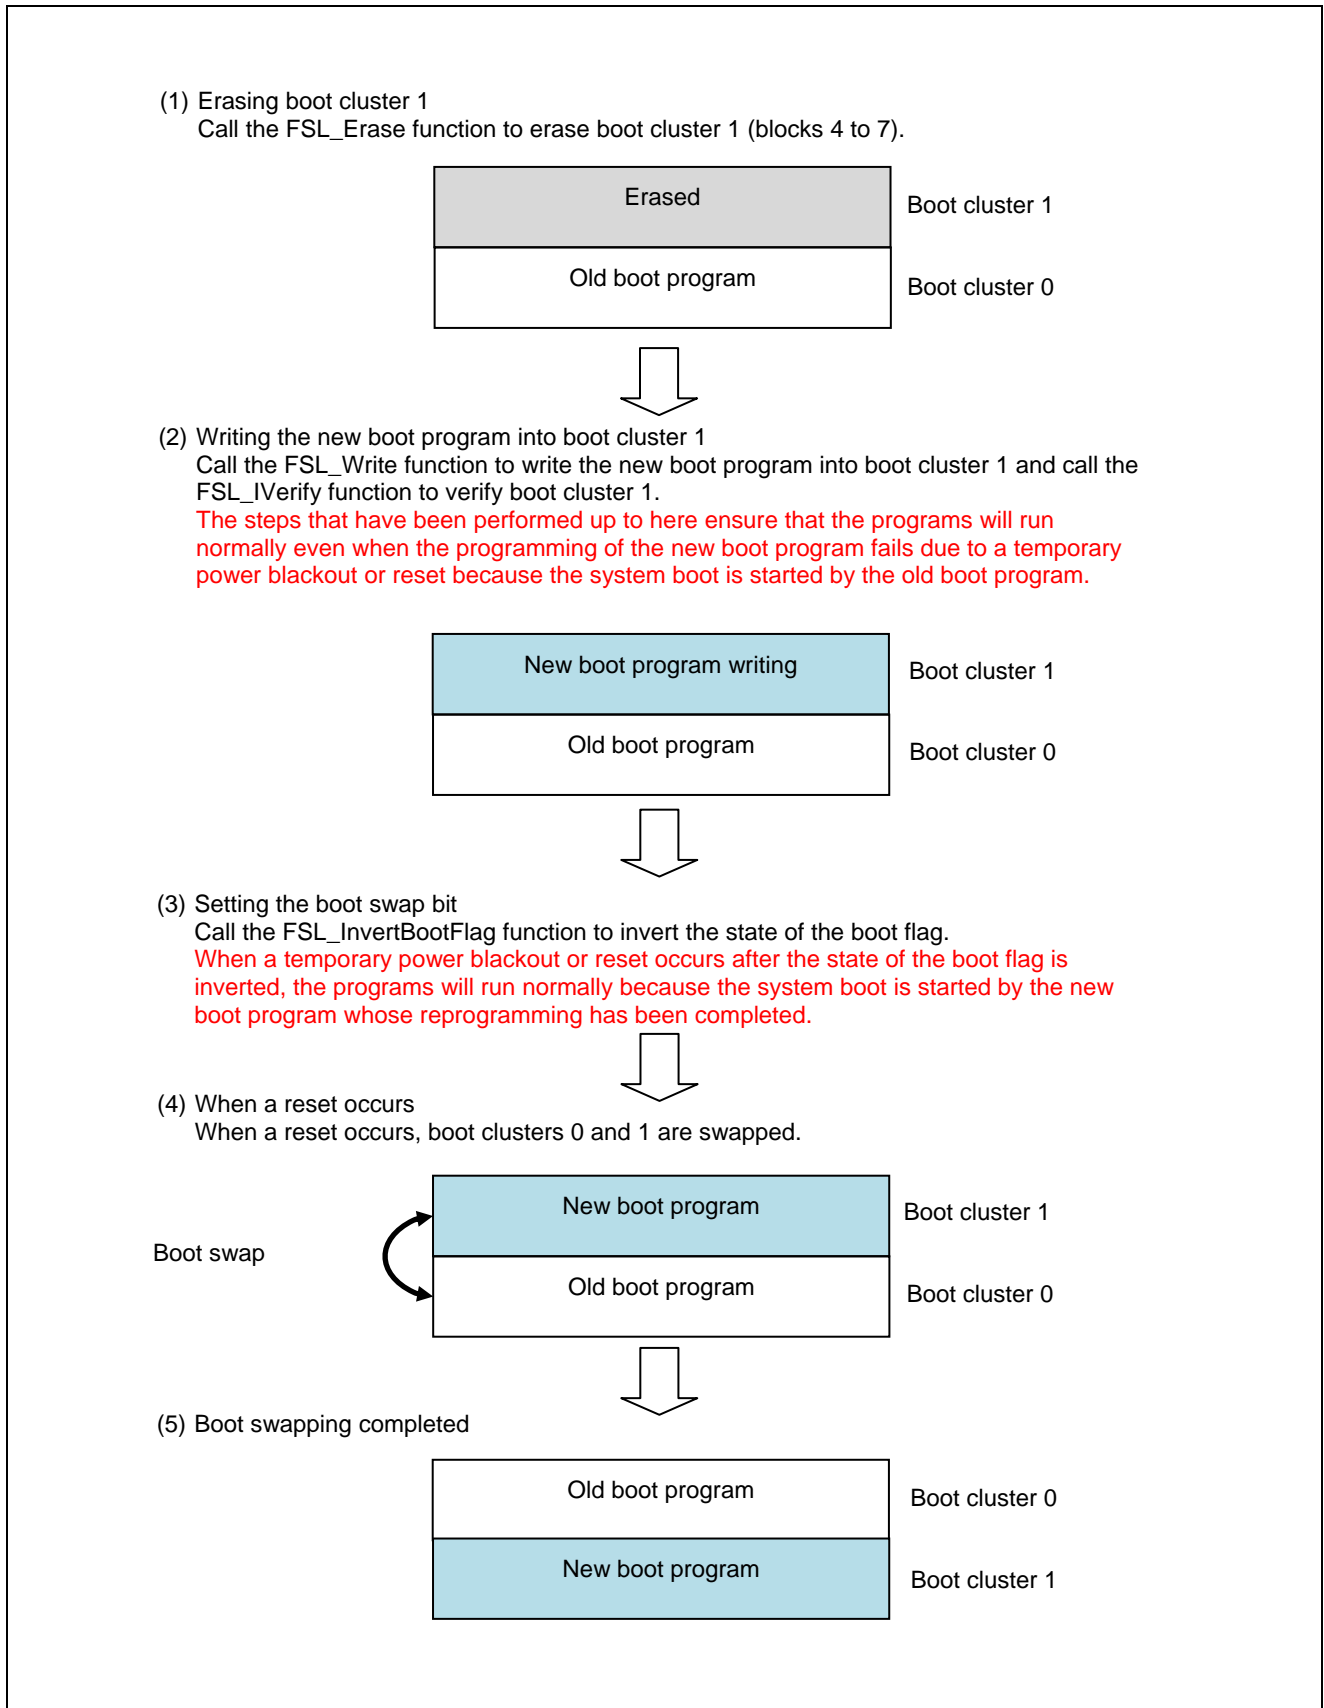 (1) Erasing boot cluster 1
Call the FSL_Erase function to erase boot cluster 1 (blocks 4 to 7).
Erased
Boot cluster 1
Old boot program
Boot cluster 0
(2) Writing the new boot program into boot cluster 1
Call the FSL_Write function to write the new boot program into boot cluster 1 and call the
FSL_IVerify function to verify boot cluster 1.
The steps that have been performed up to here ensure that the programs will run
normally even when the programming of the new boot program fails due to a temporary
power blackout or reset because the system boot is started by the old boot program.
New boot program writing
Boot cluster 1
Old boot program
Boot cluster 0
(3) Setting the boot swap bit
Call the FSL_InvertBootFlag function to invert the state of the boot flag.
When a temporary power blackout or reset occurs after the state of the boot flag is
inverted, the programs will run normally because the system boot is started by the new
boot program whose reprogramming has been completed.
(4) When a reset occurs
When a reset occurs, boot clusters 0 and 1 are swapped.
New boot program
Boot cluster 1
Boot swap
Old boot program
Boot cluster 0
(5) Boot swapping completed
Old boot program
Boot cluster 0
New boot program
Boot cluster 1